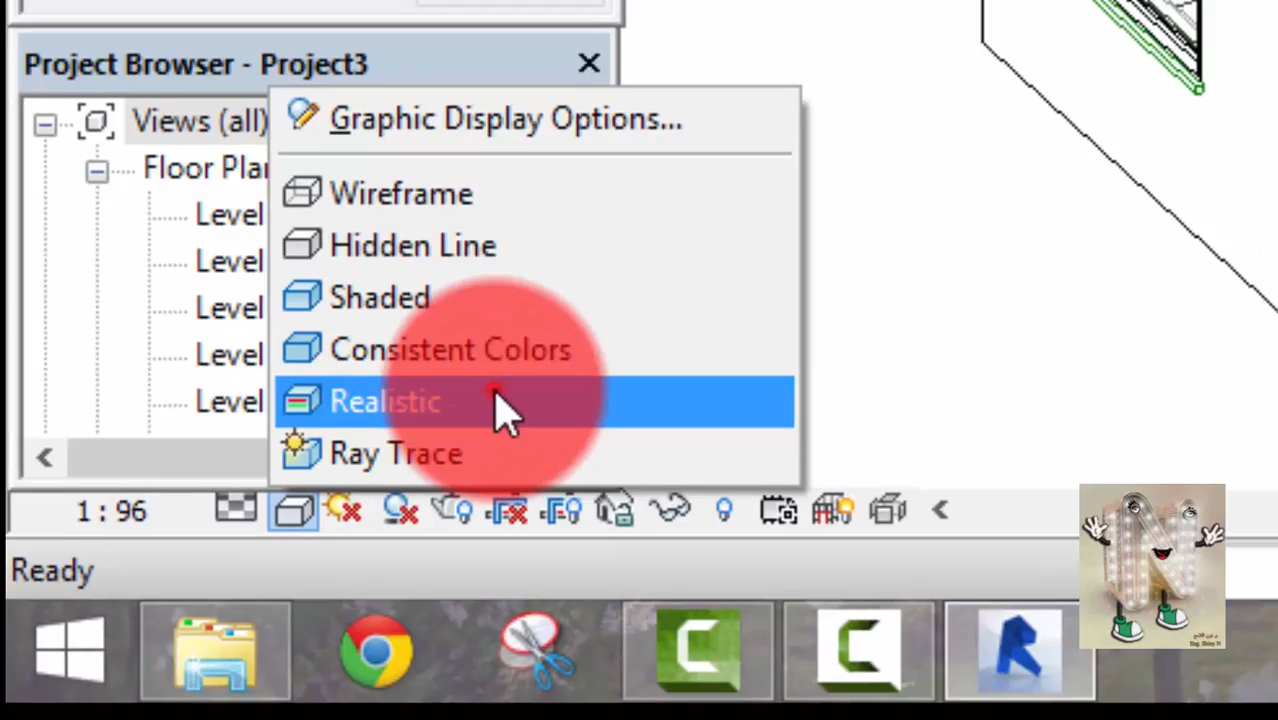 Project Browser - Project3
Views (all)
Floor Plan
Level
Level
Level
Level
Level
Graphic Display Options...
Wireframe
Hidden Line
Shaded
Consistent Colors
Realistic
Ray Trace
1 : 96
Ready